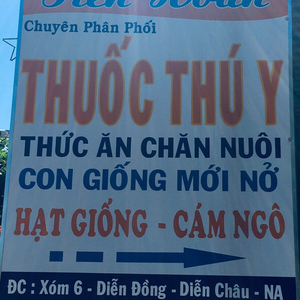 Chuyên Phân Phối
THUỐC THÚ Y
THỨC ĂN CHĂN NUÔI
CON GIỐNG MỚI NỞ
HẠT GIỐNG - CÁM NGÔ
ĐC : Xóm 6 - Diễn Đồng - Diễn Châu - NA